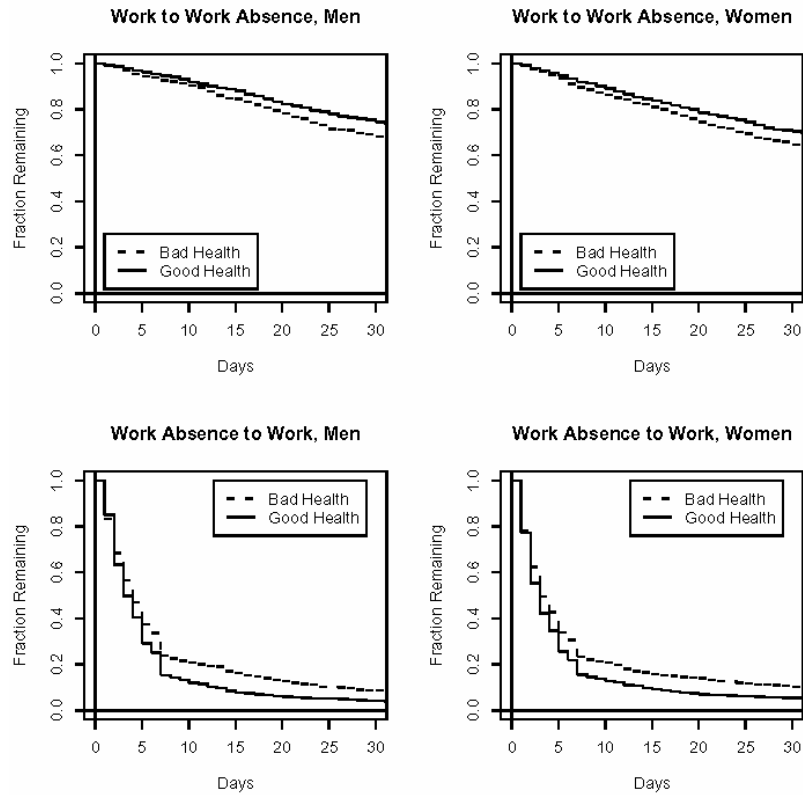 Work to Work Absence, Men
Fraction Remaining
0.0 0.2 0.4 0.6 0.8 1.0
Bad Health
Good Health
0 5 10 15 20 25 30
Days
Work to Work Absence, Women
Fraction Remaining
0.0 0.2 0.4 0.6 0.8 1.0
Bad Health
Good Health
0 5 10 15 20 25 30
Days
Work Absence to Work, Men
Fraction Remaining
0.0 0.2 0.4 0.6 0.8 1.0
Bad Health
Good Health
0 5 10 15 20 25 30
Days
Work Absence to Work, Women
Fraction Remaining
0.0 0.2 0.4 0.6 0.8 1.0
Bad Health
Good Health
0 5 10 15 20 25 30
Days